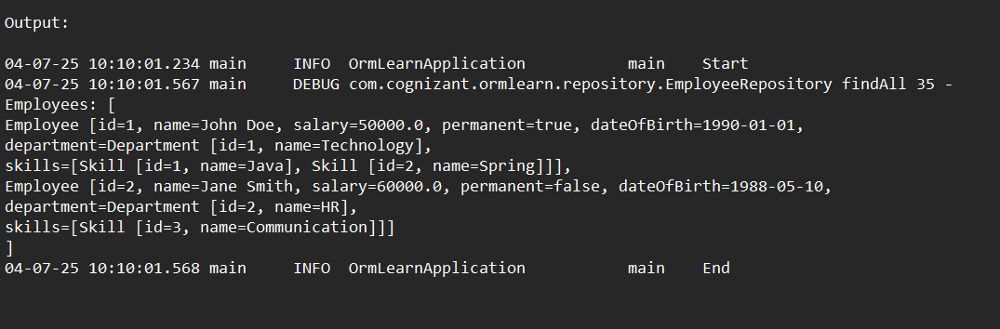 Output:
04-07-25 10:10:01.234 main     INFO  OrmLearnApplication           main    Start
04-07-25 10:10:01.567 main     DEBUG com.cognizant.ormlearn.repository.EmployeeRepository findAll 35 -
Employees: [
Employee [id=1, name=John Doe, salary=50000.0, permanent=true, dateOfBirth=1990-01-01,
department=Department [id=1, name=Technology],
skills=[Skill [id=1, name=Java], Skill [id=2, name=Spring]]],
Employee [id=2, name=Jane Smith, salary=60000.0, permanent=false, dateOfBirth=1988-05-10,
department=Department [id=2, name=HR],
skills=[Skill [id=3, name=Communication]]]
]
04-07-25 10:10:01.568 main     INFO  OrmLearnApplication           main    End